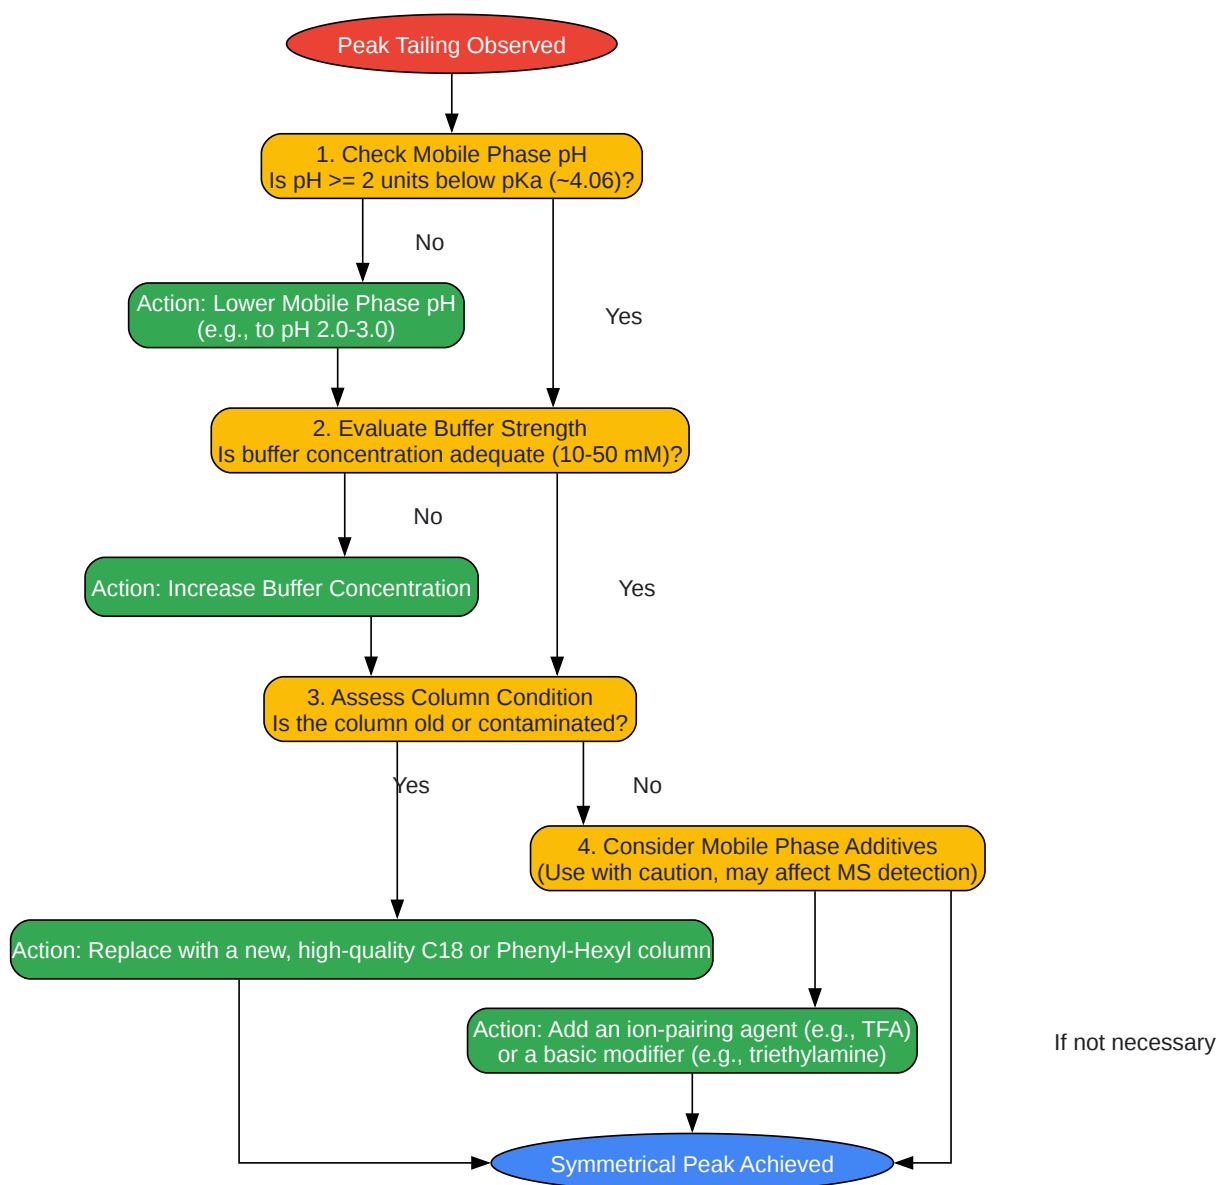 Peak Tailing Observed
1. Check Mobile Phase pH
Is pH >= 2 units below pKa (~4.06)?
No
Action: Lower Mobile Phase pH
(e.g., to pH 2.0-3.0)
Yes
2. Evaluate Buffer Strength
Is buffer concentration adequate (10-50 mM)?
No
Action: Increase Buffer Concentration
Yes
3. Assess Column Condition
Is the column old or contaminated?
Yes
No
4. Consider Mobile Phase Additives
(Use with caution, may affect MS detection)
Action: Replace with a new, high-quality C18 or Phenyl-Hexyl column
Action: Add an ion-pairing agent (e.g., TFA)
or a basic modifier (e.g., triethylamine)
If not necessary
Symmetrical Peak Achieved